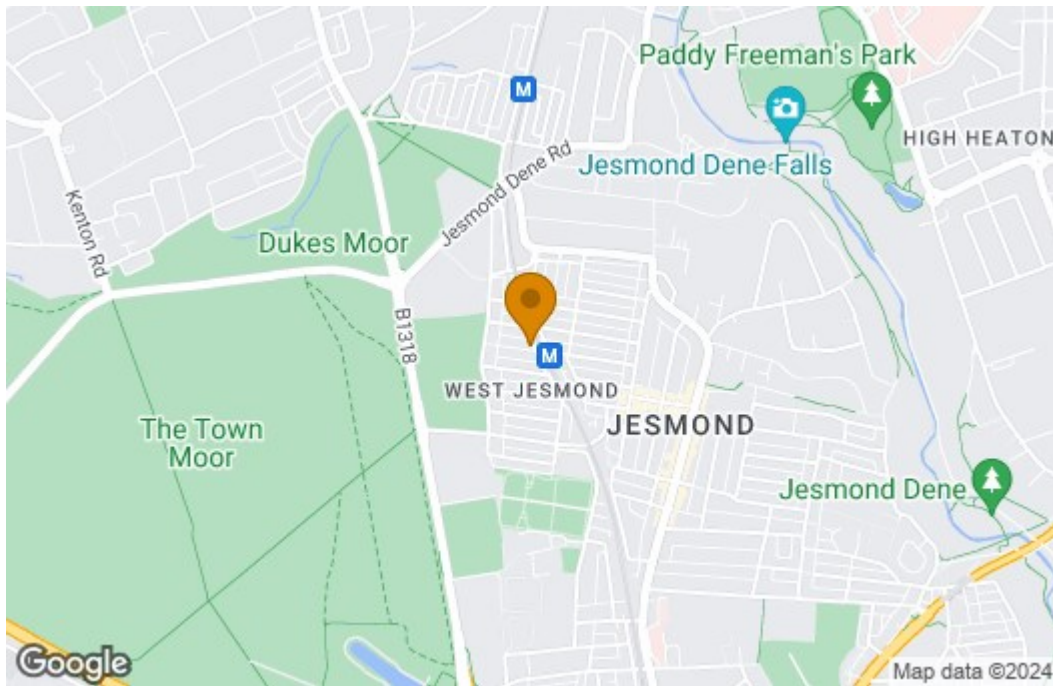 Paddy Freeman's Park
M
HIGH HEATON
Jesmond Dene Falls
Jesmond Dene Rd
Kenton Rd
Dukes Moor
B1318
M
WEST JESMOND
JESMOND
The Town
Moor
Jesmond Dene
Google
Map data ©2024